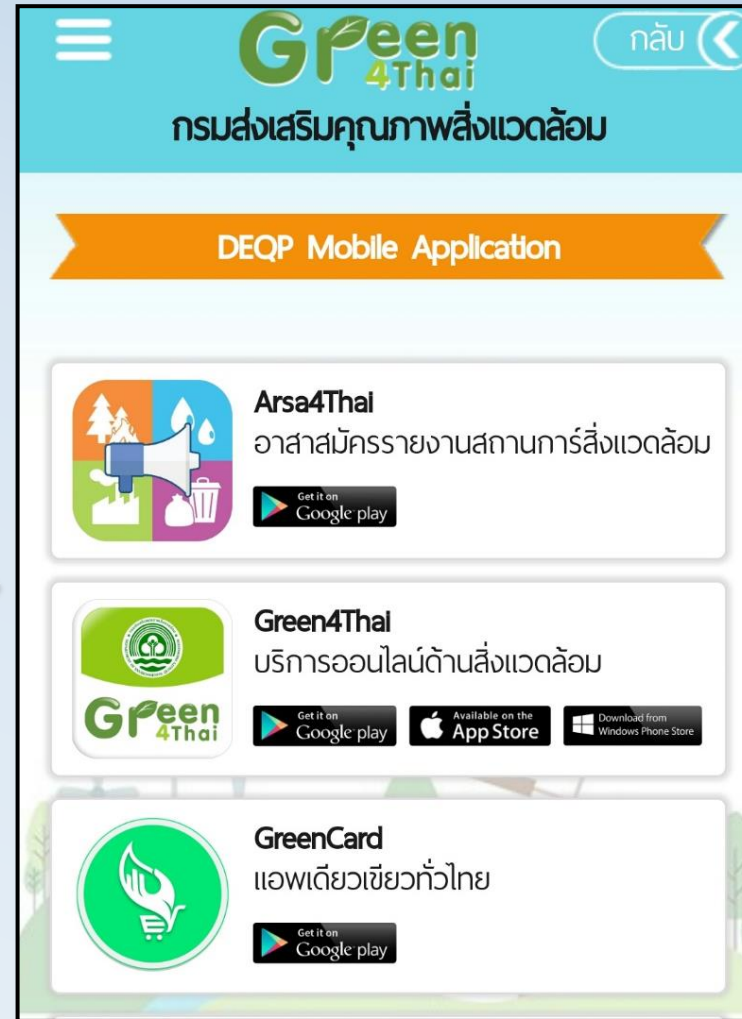 Green
4Thai
กลับ
กรมส่งเสริมคุณภาพสิ่งแวดล้อม
DEQP Mobile Application
Arsa4Thai
อาสาสมัครรายงานสถานการ์สิ่งแวดล้อม
Get it on
Google play
Green
4Thai
Green4Thai
บริการออนไลน์ด้านสิ่งแวดล้อม
Get it on
Google play
Available on the
App Store
Download from
Windows Phone Store
GreenCard
แอพเดียวเขียวทั่วไทย
Get it on
Google play